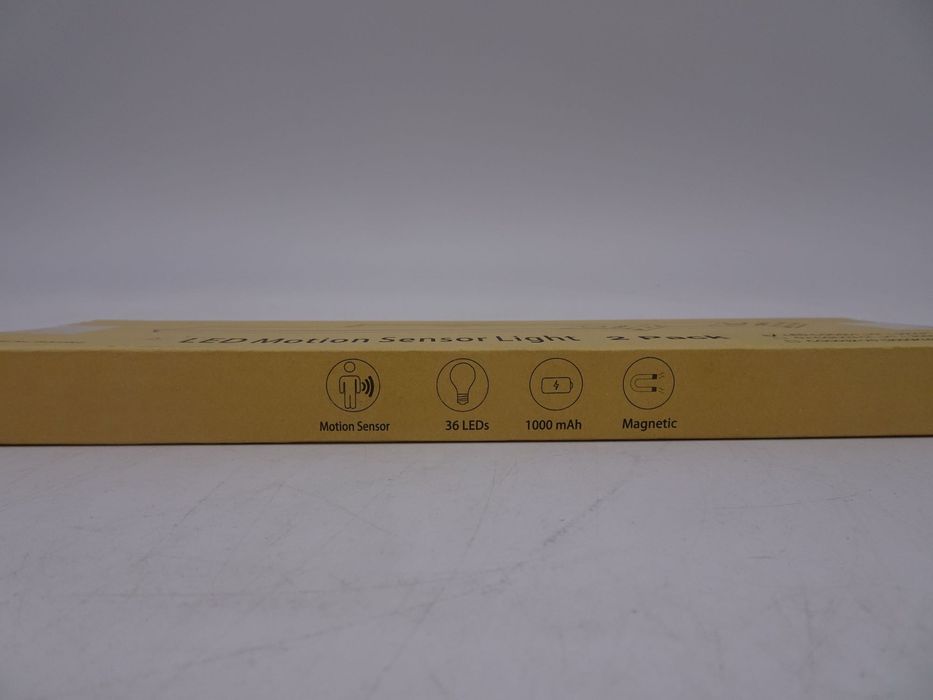 LED Motion Sensor Light 2 Pack
Motion Sensor
36 LEDs
1000 mAh
Magnetic